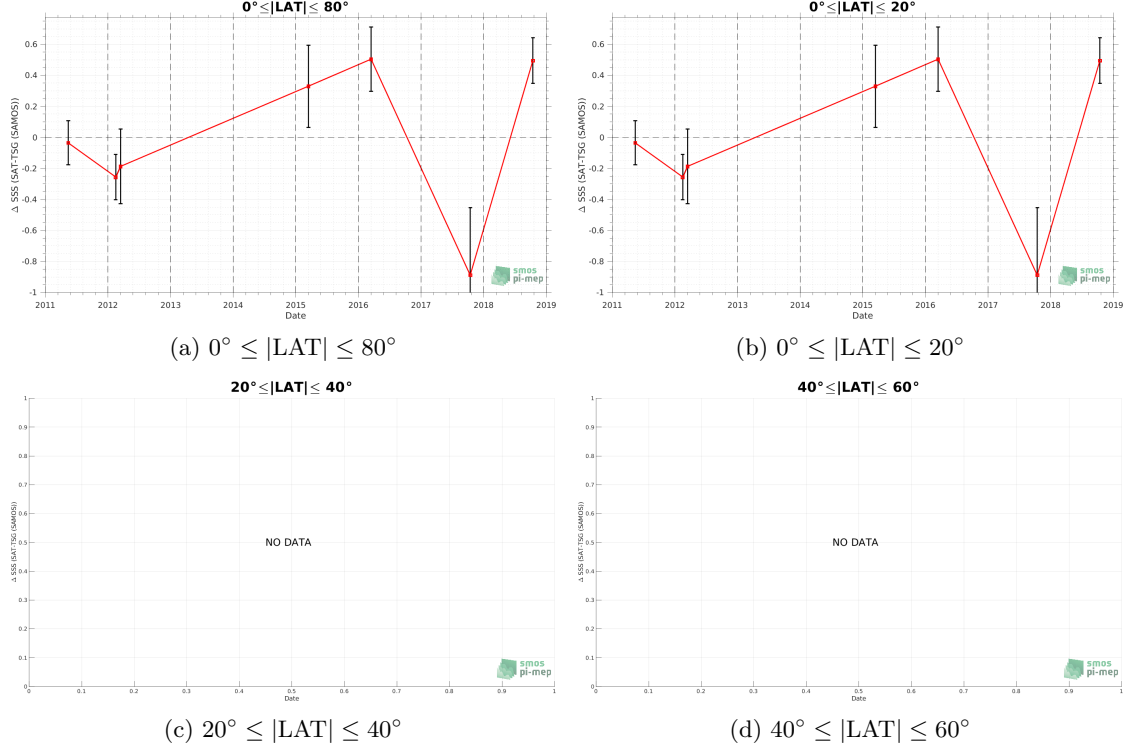 0°≤|LAT|≤ 80°
0.6
0.4
0.2
0
-0.2
-0.4
-0.6
-0.8
-1
Δ SSS (SAT-TSG (SAMOS))
2011 2012 2013 2014 2015 2016 2017 2018 2019
Date
smos
pi-mep
(a) 0° ≤ |LAT| ≤ 80°
0°≤|LAT|≤ 20°
0.6
0.4
0.2
0
-0.2
-0.4
-0.6
-0.8
-1
Δ SSS (SAT-TSG (SAMOS))
2011 2012 2013 2014 2015 2016 2017 2018 2019
Date
smos
pi-mep
(b) 0° ≤ |LAT| ≤ 20°
20°≤|LAT|≤ 40°
1
0.9
0.8
0.7
0.6
0.5
0.4
0.3
0.2
0.1
0
Δ SSS (SAT-TSG (SAMOS))
NO DATA
0 0.1 0.2 0.3 0.4 0.5 0.6 0.7 0.8 0.9 1
Date
smos
pi-mep
(c) 20° ≤ |LAT| ≤ 40°
40°≤|LAT|≤ 60°
1
0.9
0.8
0.7
0.6
0.5
0.4
0.3
0.2
0.1
0
Δ SSS (SAT-TSG (SAMOS))
NO DATA
0 0.1 0.2 0.3 0.4 0.5 0.6 0.7 0.8 0.9 1
Date
smos
pi-mep
(d) 40° ≤ |LAT| ≤ 60°